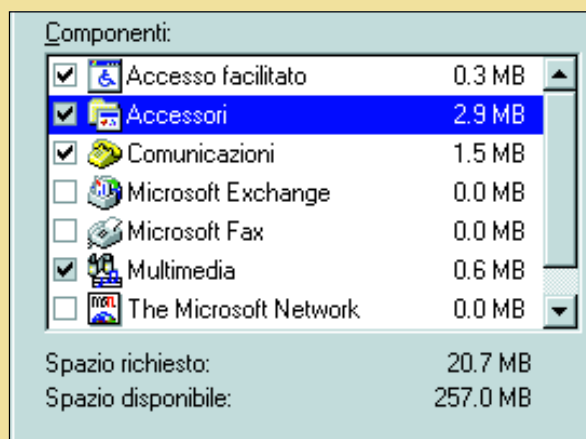 Componenti:
Accesso facilitato 0.3 MB
Accessori 2.9 MB
Comunicazioni 1.5 MB
Microsoft Exchange 0.0 MB
Microsoft Fax 0.0 MB
Multimedia 0.6 MB
The Microsoft Network 0.0 MB
Spazio richiesto: 20.7 MB
Spazio disponibile: 257.0 MB